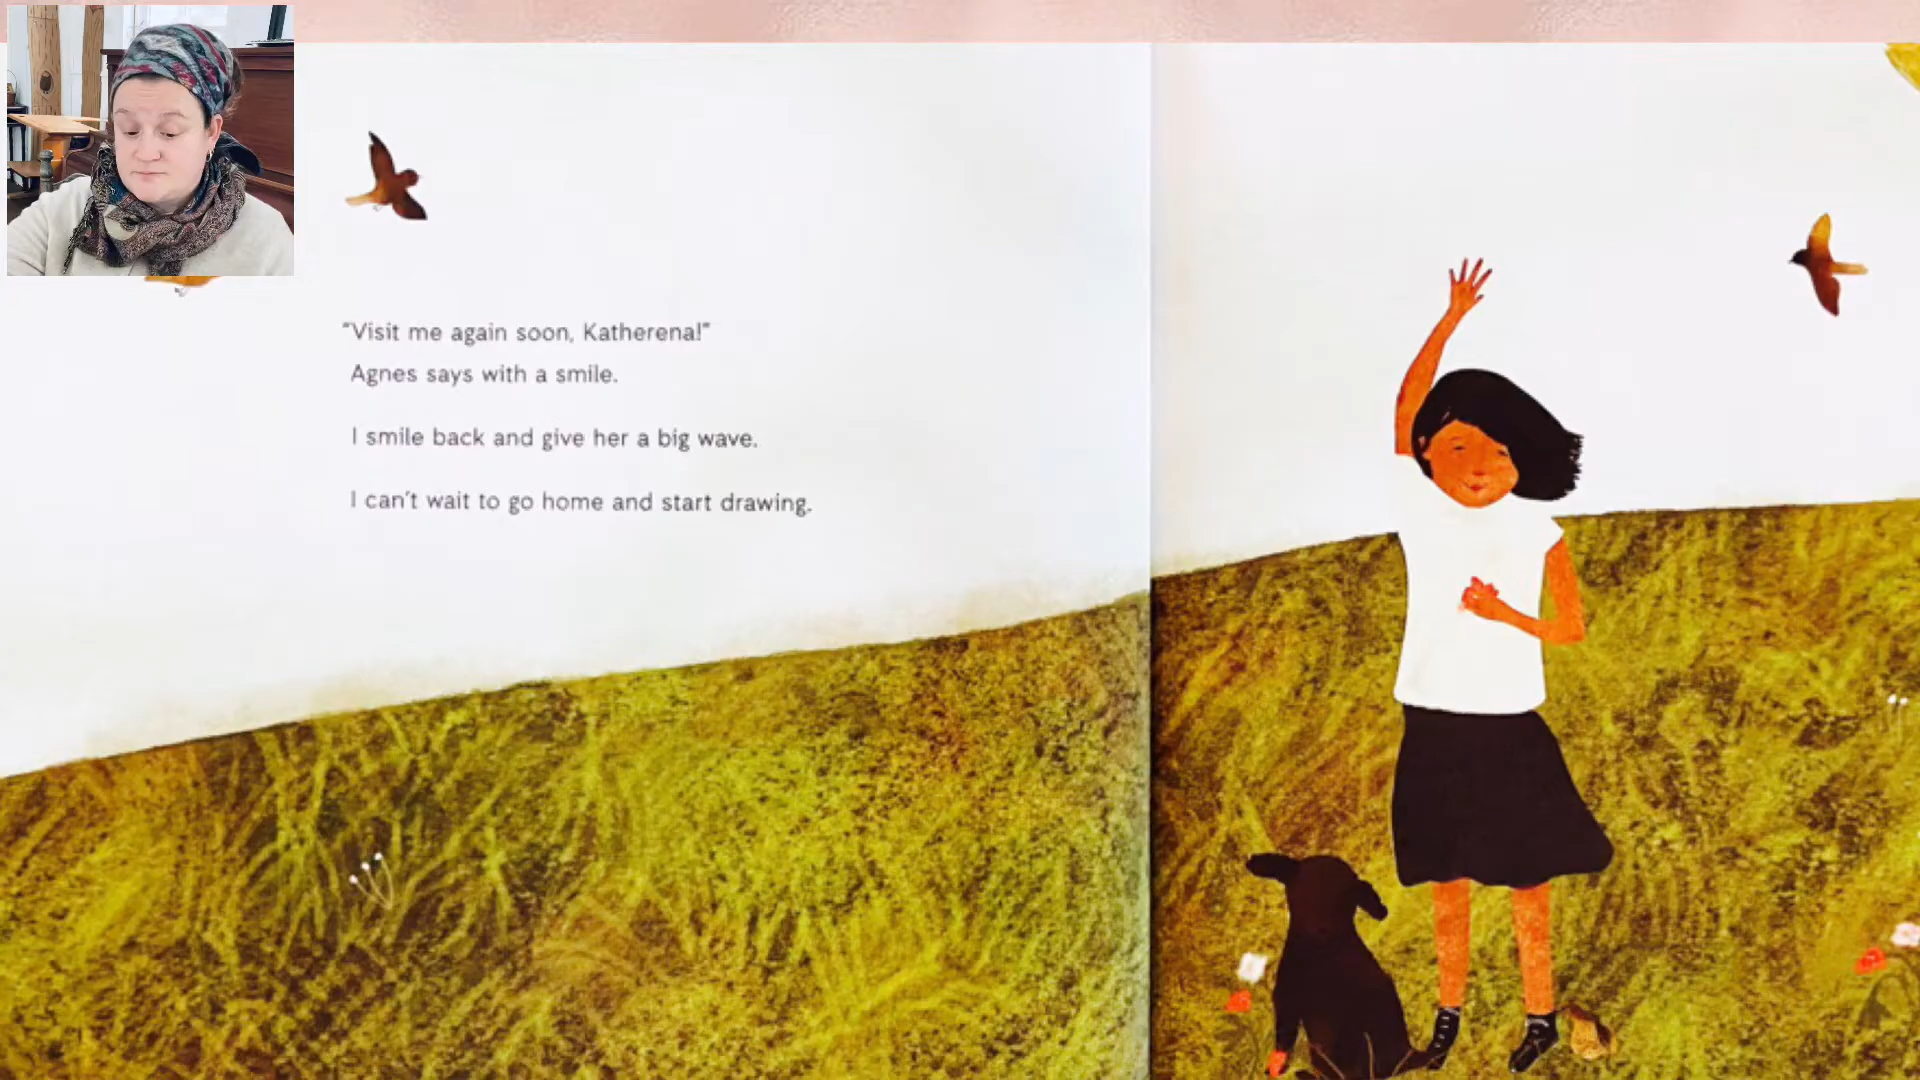 “Visit me again soon, Katherena!”
Agnes says with a smile.
I smile back and give her a big wave.
I can’t wait to go home and start drawing.